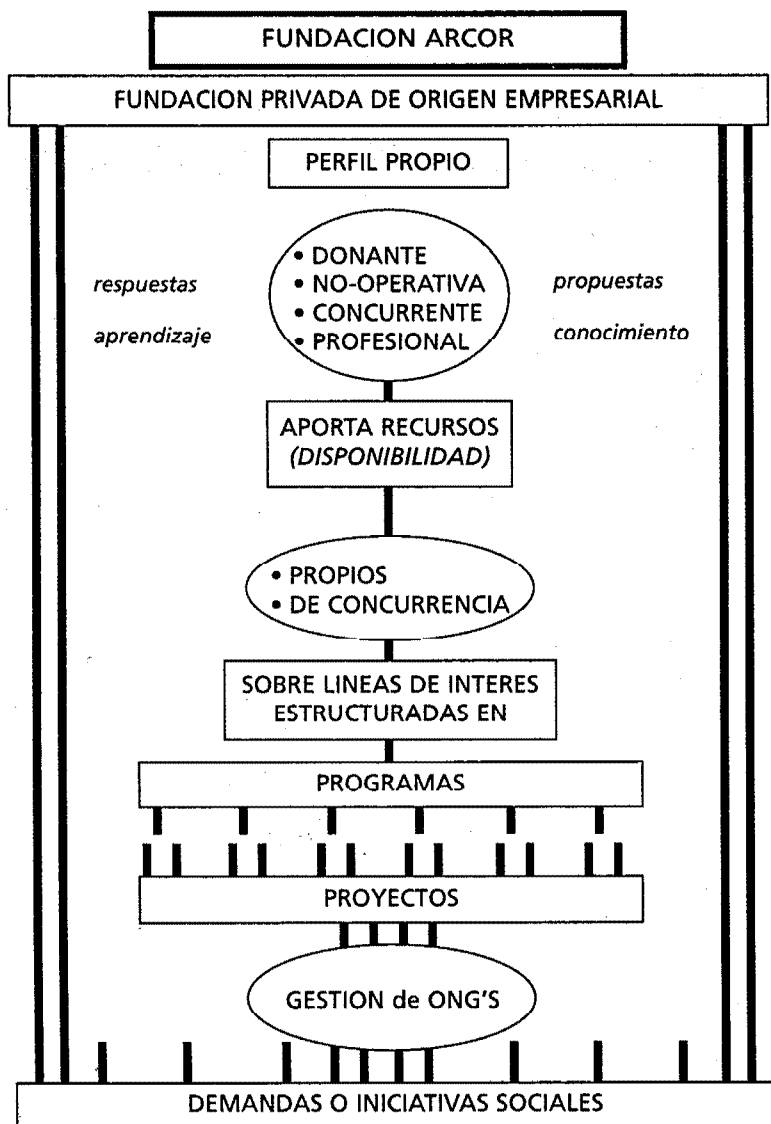 FUNDACION ARCOR
FUNDACION PRIVADA DE ORIGEN EMPRESARIAL
PERFIL PROPIO
• DONANTE
• NO-OPERATIVA
• CONCURRENTE
• PROFESIONAL
respuestas
aprendizaje
propuestas
conocimiento
APORTA RECURSOS
(DISPONIBILIDAD)
• PROPIOS
• DE CONCURRENCIA
SOBRE LINEAS DE INTERES
ESTRUCTURADAS EN
PROGRAMAS
PROYECTOS
GESTION de ONG'S
DEMANDAS O INICIATIVAS SOCIALES